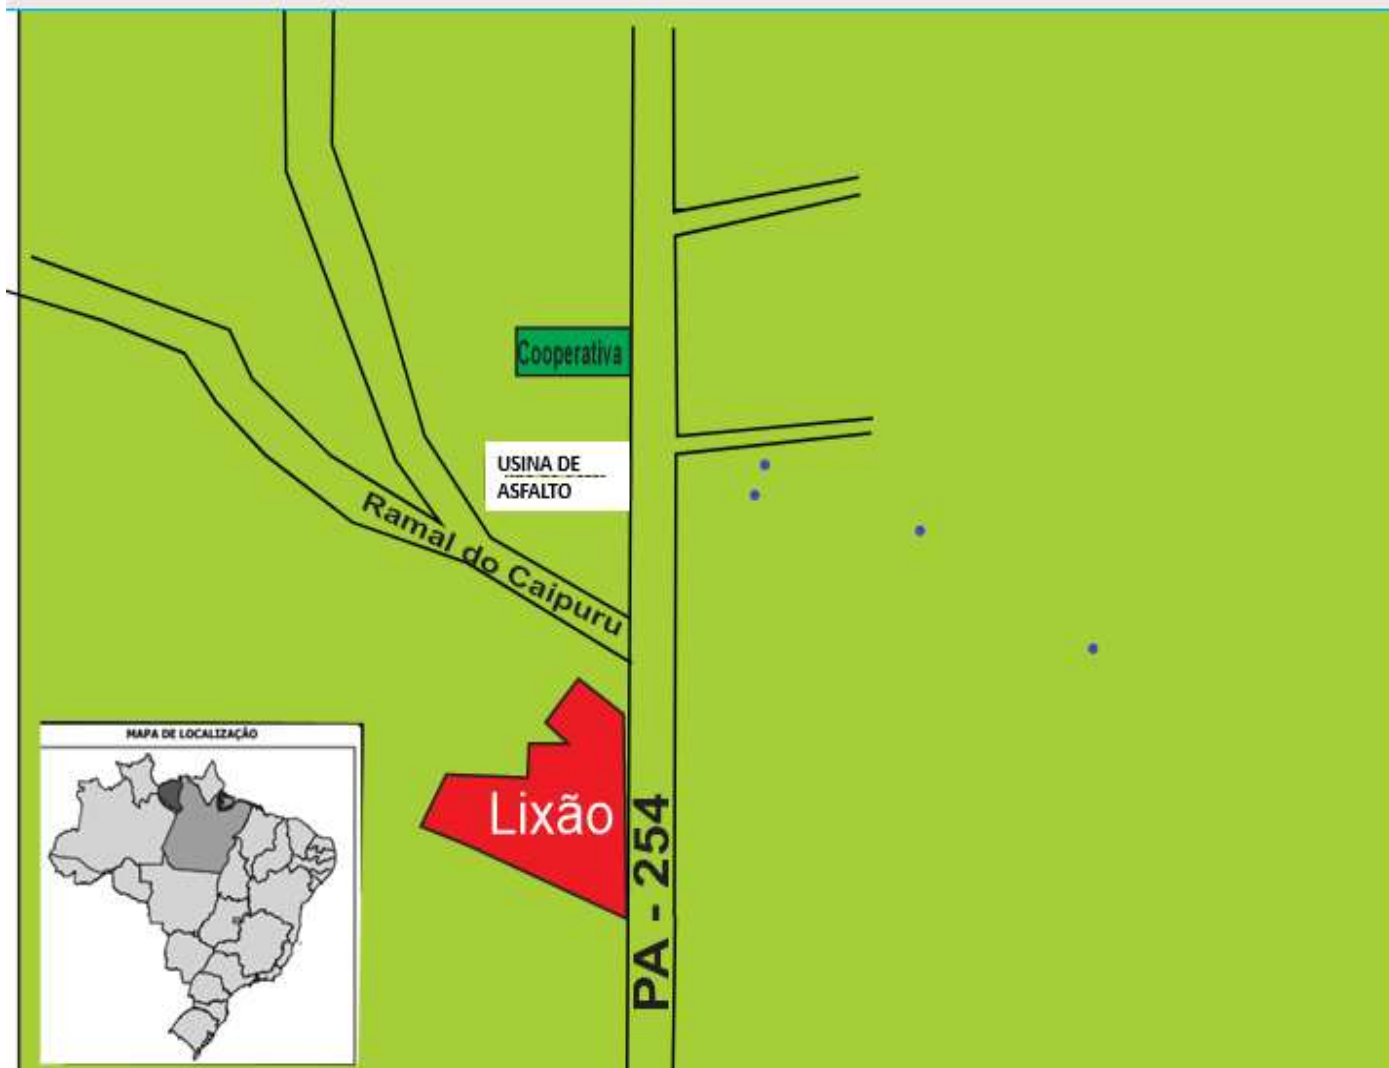 Cooperativa
USINA DE
ASFALTO
Ramal do Caipuru
Lixão
PA - 254
MAPA DE LOCALIZAÇÃO